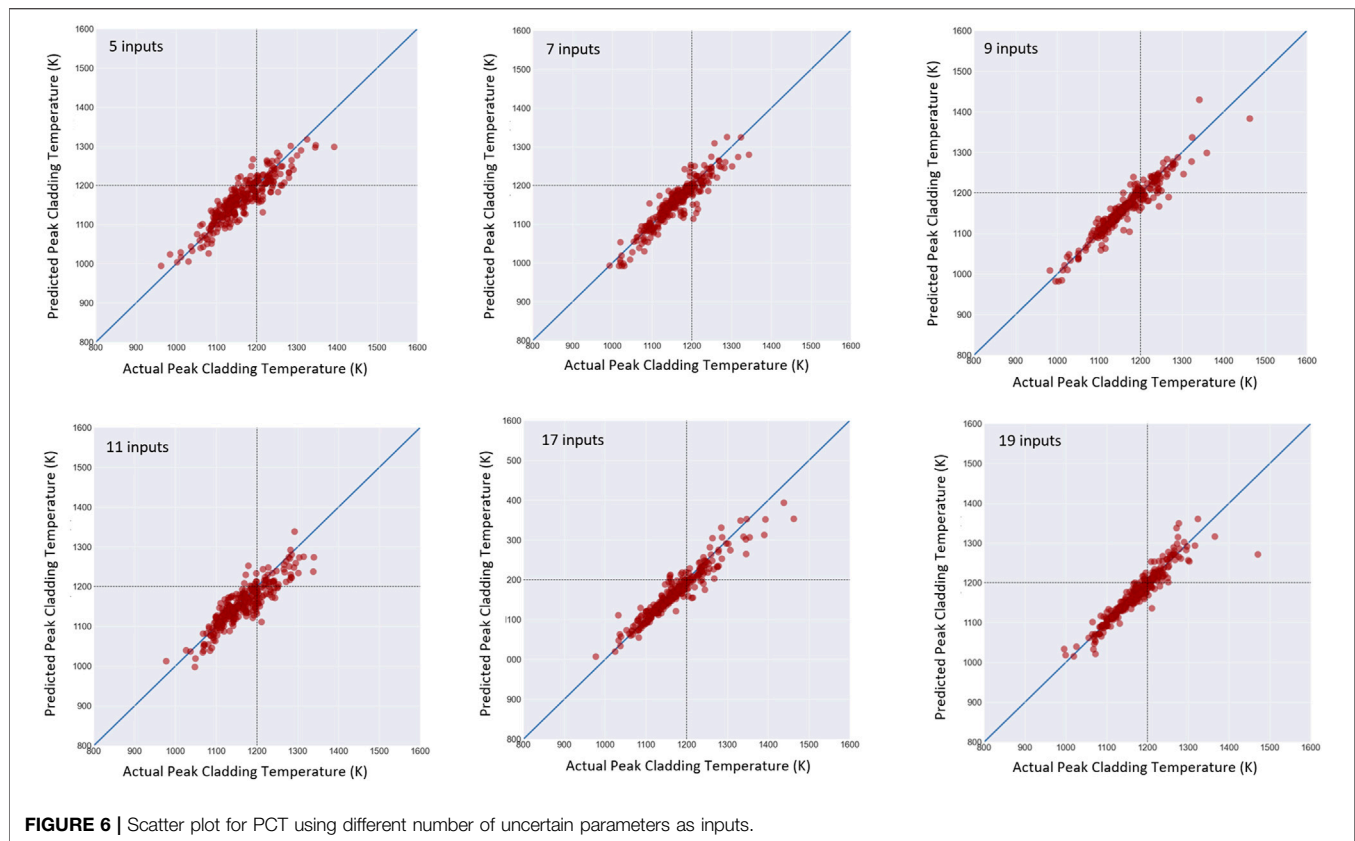 5 inputs
Predicted Peak Cladding Temperature (K)
1600
1500
1400
1300
1200
1100
1000
900
800
800 900 1000 1100 1200 1300 1400 1500 1600
Actual Peak Cladding Temperature (K)
7 inputs
Predicted Peak Cladding Temperature (K)
1600
1500
1400
1300
1200
1100
1000
900
800
800 900 1000 1100 1200 1300 1400 1500 1600
Actual Peak Cladding Temperature (K)
9 inputs
Predicted Peak Cladding Temperature (K)
1600
1500
1400
1300
1200
1100
1000
900
800
800 900 1000 1100 1200 1300 1400 1500 1600
Actual Peak Cladding Temperature (K)
11 inputs
Predicted Peak Cladding Temperature (K)
1600
1500
1400
1300
1200
1100
1000
900
800
800 900 1000 1100 1200 1300 1400 1500 1600
Actual Peak Cladding Temperature (K)
17 inputs
Predicted Peak Cladding Temperature (K)
1600
500
400
300
200
100
000
900
800
800 900 1000 1100 1200 1300 1400 1500 1600
Actual Peak Cladding Temperature (K)
19 inputs
Predicted Peak Cladding Temperature (K)
1600
1500
1400
1300
1200
1100
1000
900
800
800 900 1000 1100 1200 1300 1400 1500 1600
Actual Peak Cladding Temperature (K)
FIGURE 6 | Scatter plot for PCT using different number of uncertain parameters as inputs.